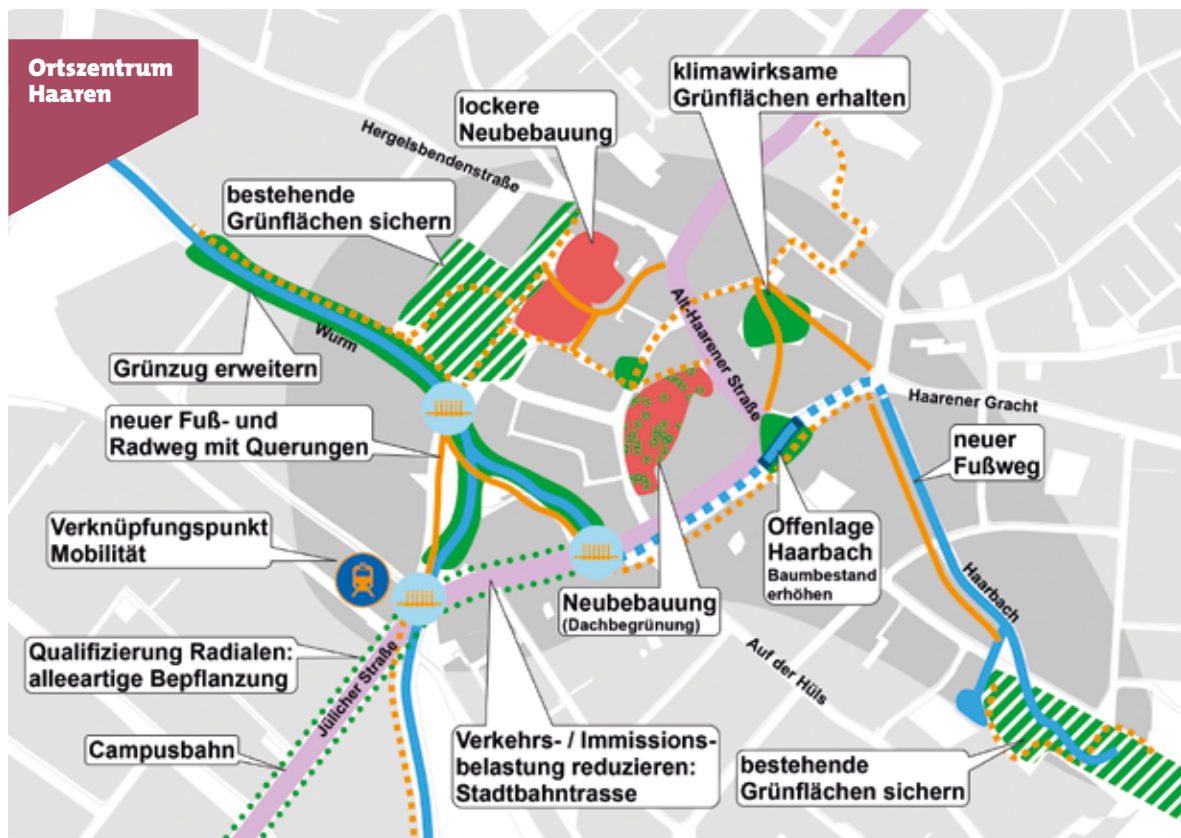 Ortszentrum
Haaren
klimawirksame
Grünflächen erhalten
lockere
Neubebauung
Hergelsbendenstraße
bestehende
Grünflächen sichern
Alt-Haarener Straße
Wurm
Grünzug erweitern
Haarener Gracht
neuer Fuß- und
Radweg mit Querungen
neuer
Fußweg
Verknüpfungspunkt
Mobilität
Offenlage
Haarbach
Baumbestand
erhöhen
Haarbach
Neubebauung
(Dachbegrünung)
Auf der Hüls
Qualifizierung Radialen:
alleeartige Bepflanzung
Jülicher Straße
Campusbahn
Verkehrs- / Immissions-
belastung reduzieren:
Stadtbahntrasse
bestehende
Grünflächen sichern